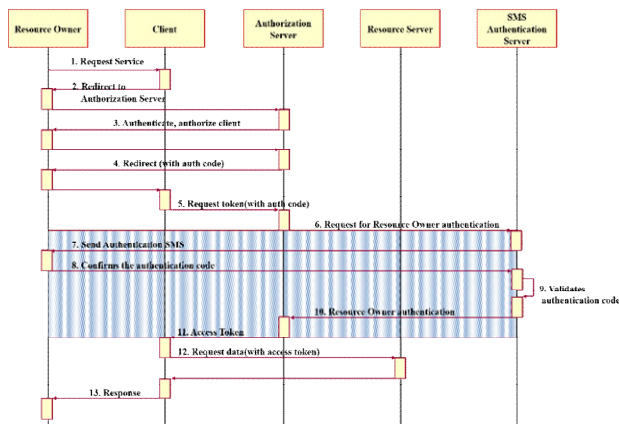 Resource Owner
Client
Authorization
Server
Resource Server
SMS
Authentication
Server
1. Request Service
2. Redirect to
Authorization Server
3. Authenticate, authorize client
4. Redirect (with auth code)
5. Request token(with auth code)
6. Request for Resource Owner authentication
7. Send Authentication SMS
8. Confirms the authentication code
9. Validates
authentication code
10. Resource Owner authentication
11. Access Token
12. Request data(with access token)
13. Response